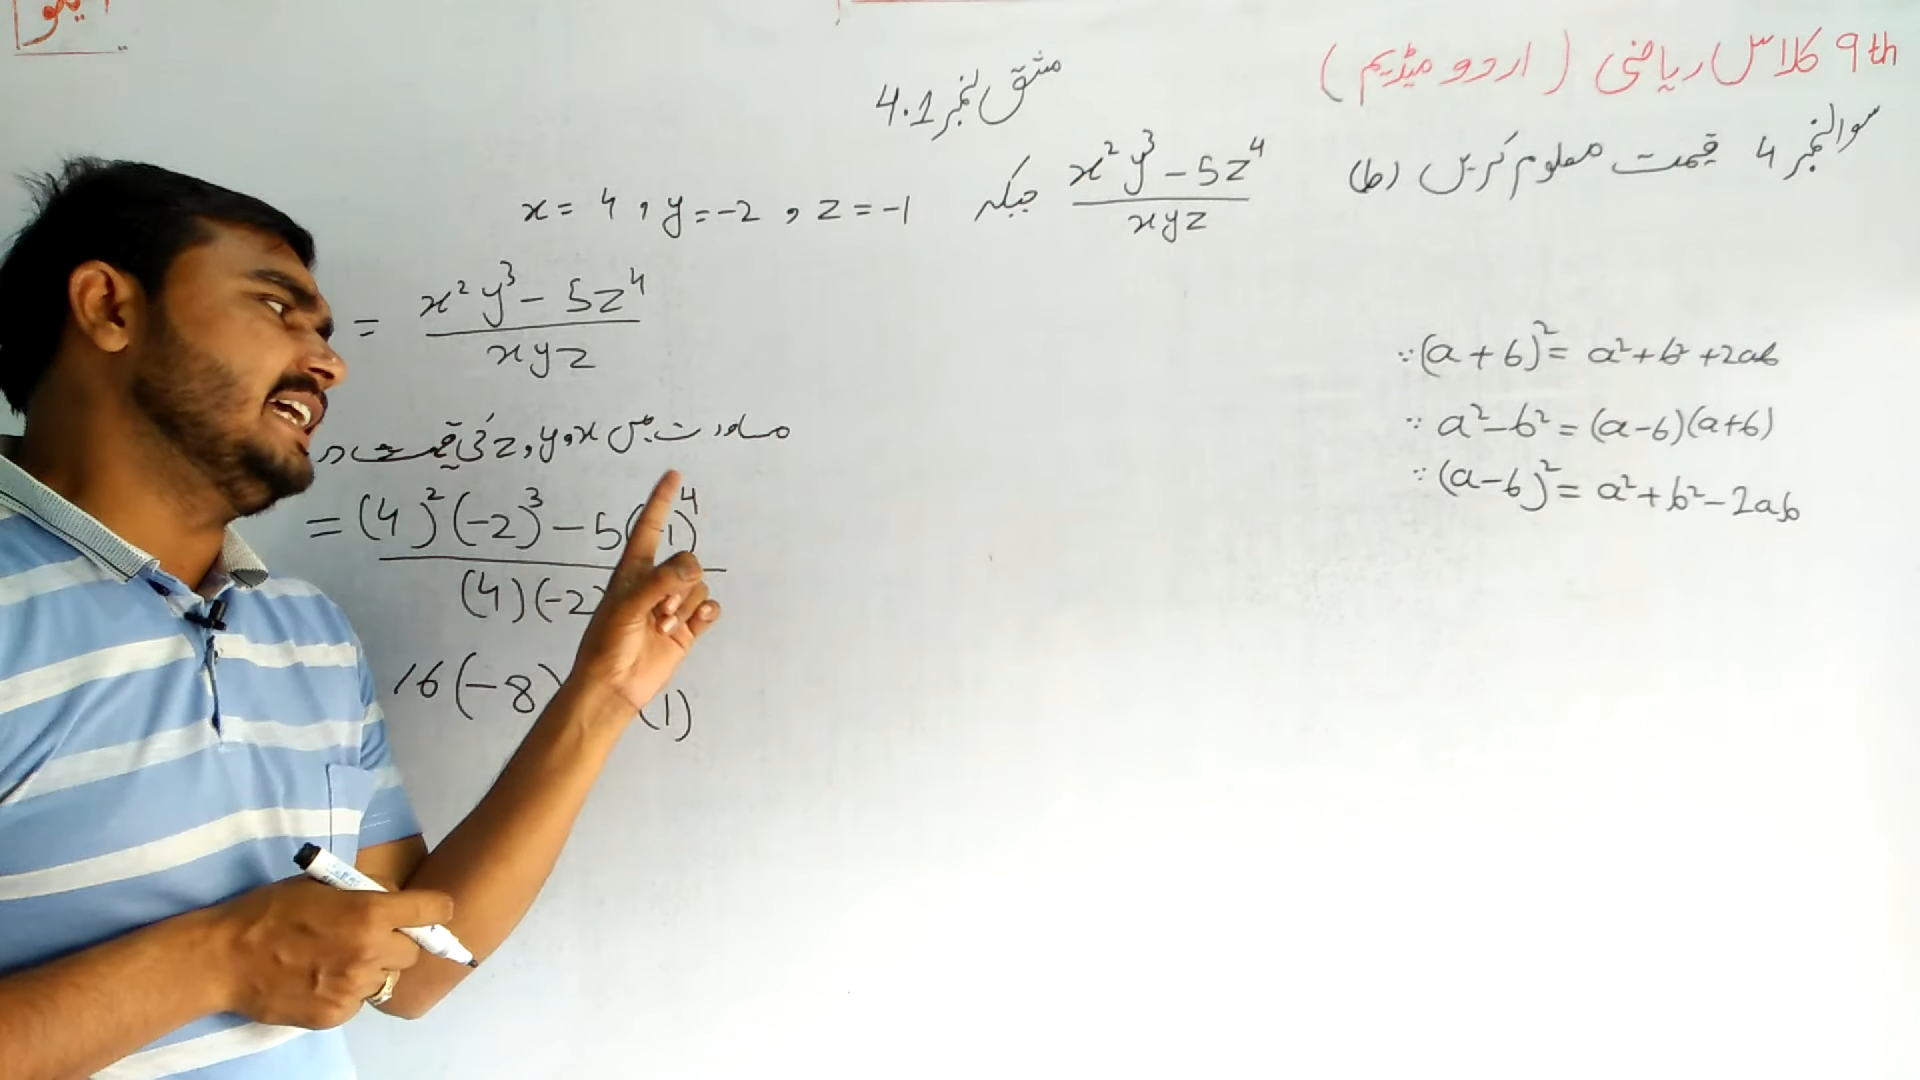 9th کلاس ریاضی (اردو میڈیم)
مشق نمبر 4.1
سوال نمبر 4 قیمت معلوم کریں (b) (x²y³ - 5z⁴)/(xyz) جبکہ x = 4 , y = -2 , z = -1
= (x²y³ - 5z⁴)/(xyz)
مساوات میں x, y, z کی قیمت
= ((4)²(-2)³ - 5(-1)⁴)/((4)(-2)
16(-8) (1)
∵ (a+b)² = a²+b²+2ab
∵ a²-b² = (a-b)(a+b)
∵ (a-b)² = a²+b²-2ab